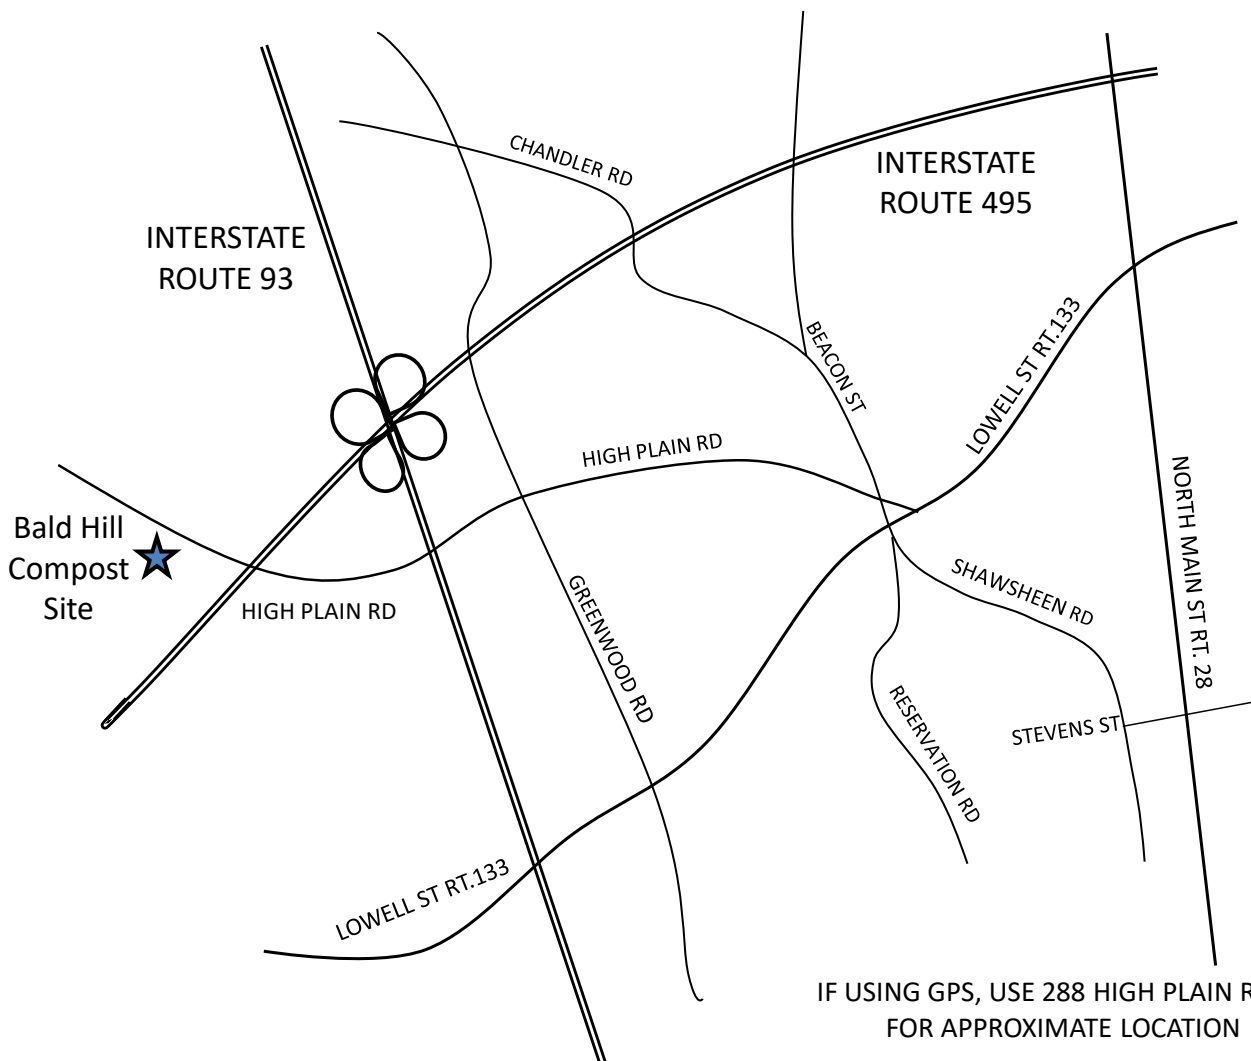 CHANDLER RD
INTERSTATE
ROUTE 495
INTERSTATE
ROUTE 93
BEACON ST
LOWELL ST RT.133
HIGH PLAIN RD
NORTH MAIN ST RT. 28
Bald Hill
Compost
Site
HIGH PLAIN RD
GREENWOOD RD
SHAWSHEEN RD
RESERVATION RD
STEVENS ST
LOWELL ST RT.133
IF USING GPS, USE 288 HIGH PLAIN
FOR APPROXIMATE LOCATION